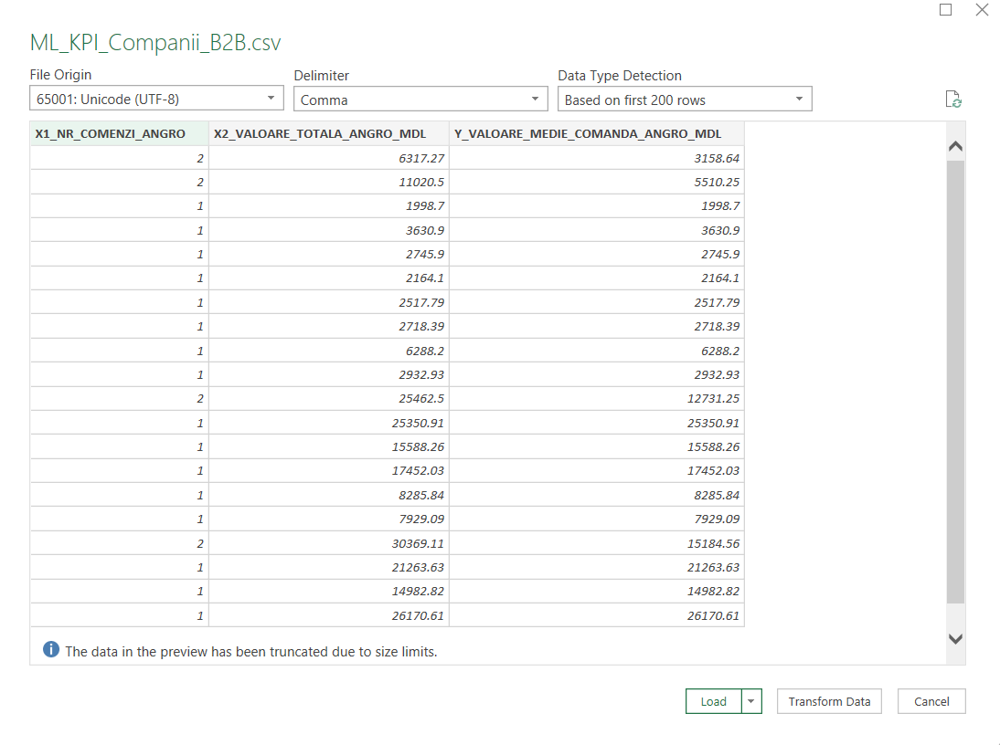 ML_KPI_Companii_B2B.csv
File Origin Delimiter Data Type Detection
65001: Unicode (UTF-8) Comma Based on first 200 rows
X1_NR_COMENZI_ANGRO X2_VALOARE_TOTALA_ANGRO_MDL Y_VALOARE_MEDIE_COMANDA_ANGRO_MDL
2 6317.27 3158.64
2 11020.5 5510.25
1 1998.7 1998.7
1 3630.9 3630.9
1 2745.9 2745.9
1 2164.1 2164.1
1 2517.79 2517.79
1 2718.39 2718.39
1 6288.2 6288.2
1 2932.93 2932.93
2 25462.5 12731.25
1 25350.91 25350.91
1 15588.26 15588.26
1 17452.03 17452.03
1 8285.84 8285.84
1 7929.09 7929.09
2 30369.11 15184.56
1 21263.63 21263.63
1 14982.82 14982.82
1 26170.61 26170.61
The data in the preview has been truncated due to size limits.
Load Transform Data Cancel